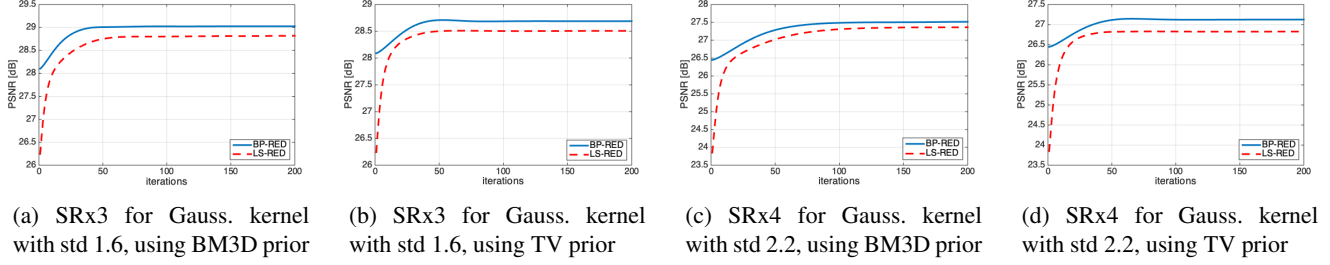 29.5
29
28.5
28
27.5
27
26.5
26
PSNR [dB]
0 50 100 150 200
iterations
BP-RED
LS-RED
29
28.5
28
27.5
27
26.5
26
PSNR [dB]
0 50 100 150 200
iterations
BP-RED
LS-RED
28
27.5
27
26.5
26
25.5
25
24.5
24
23.5
PSNR [dB]
0 50 100 150 200
iterations
BP-RED
LS-RED
27.5
27
26.5
26
25.5
25
24.5
24
23.5
PSNR [dB]
0 50 100 150 200
iterations
BP-RED
LS-RED
(a) SRx3 for Gauss. kernel
with std 1.6, using BM3D prior
(b) SRx3 for Gauss. kernel
with std 1.6, using TV prior
(c) SRx4 for Gauss. kernel
with std 2.2, using BM3D prior
(d) SRx4 for Gauss. kernel
with std 2.2, using TV prior